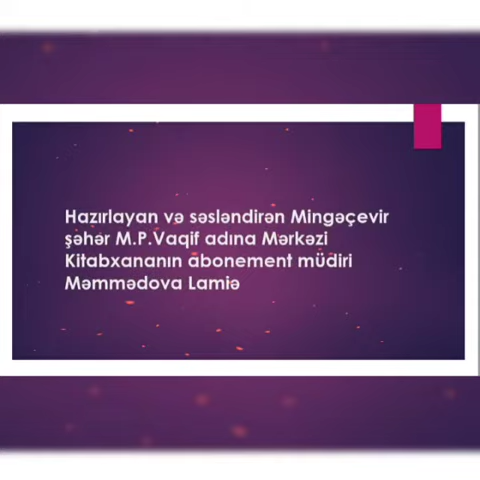 Hazırlayan və səsləndirən Mingəçevir
şəhər M.P.Vaqif adına Mərkəzi
Kitabxananın abonement müdiri
Məmmədova Lamiə